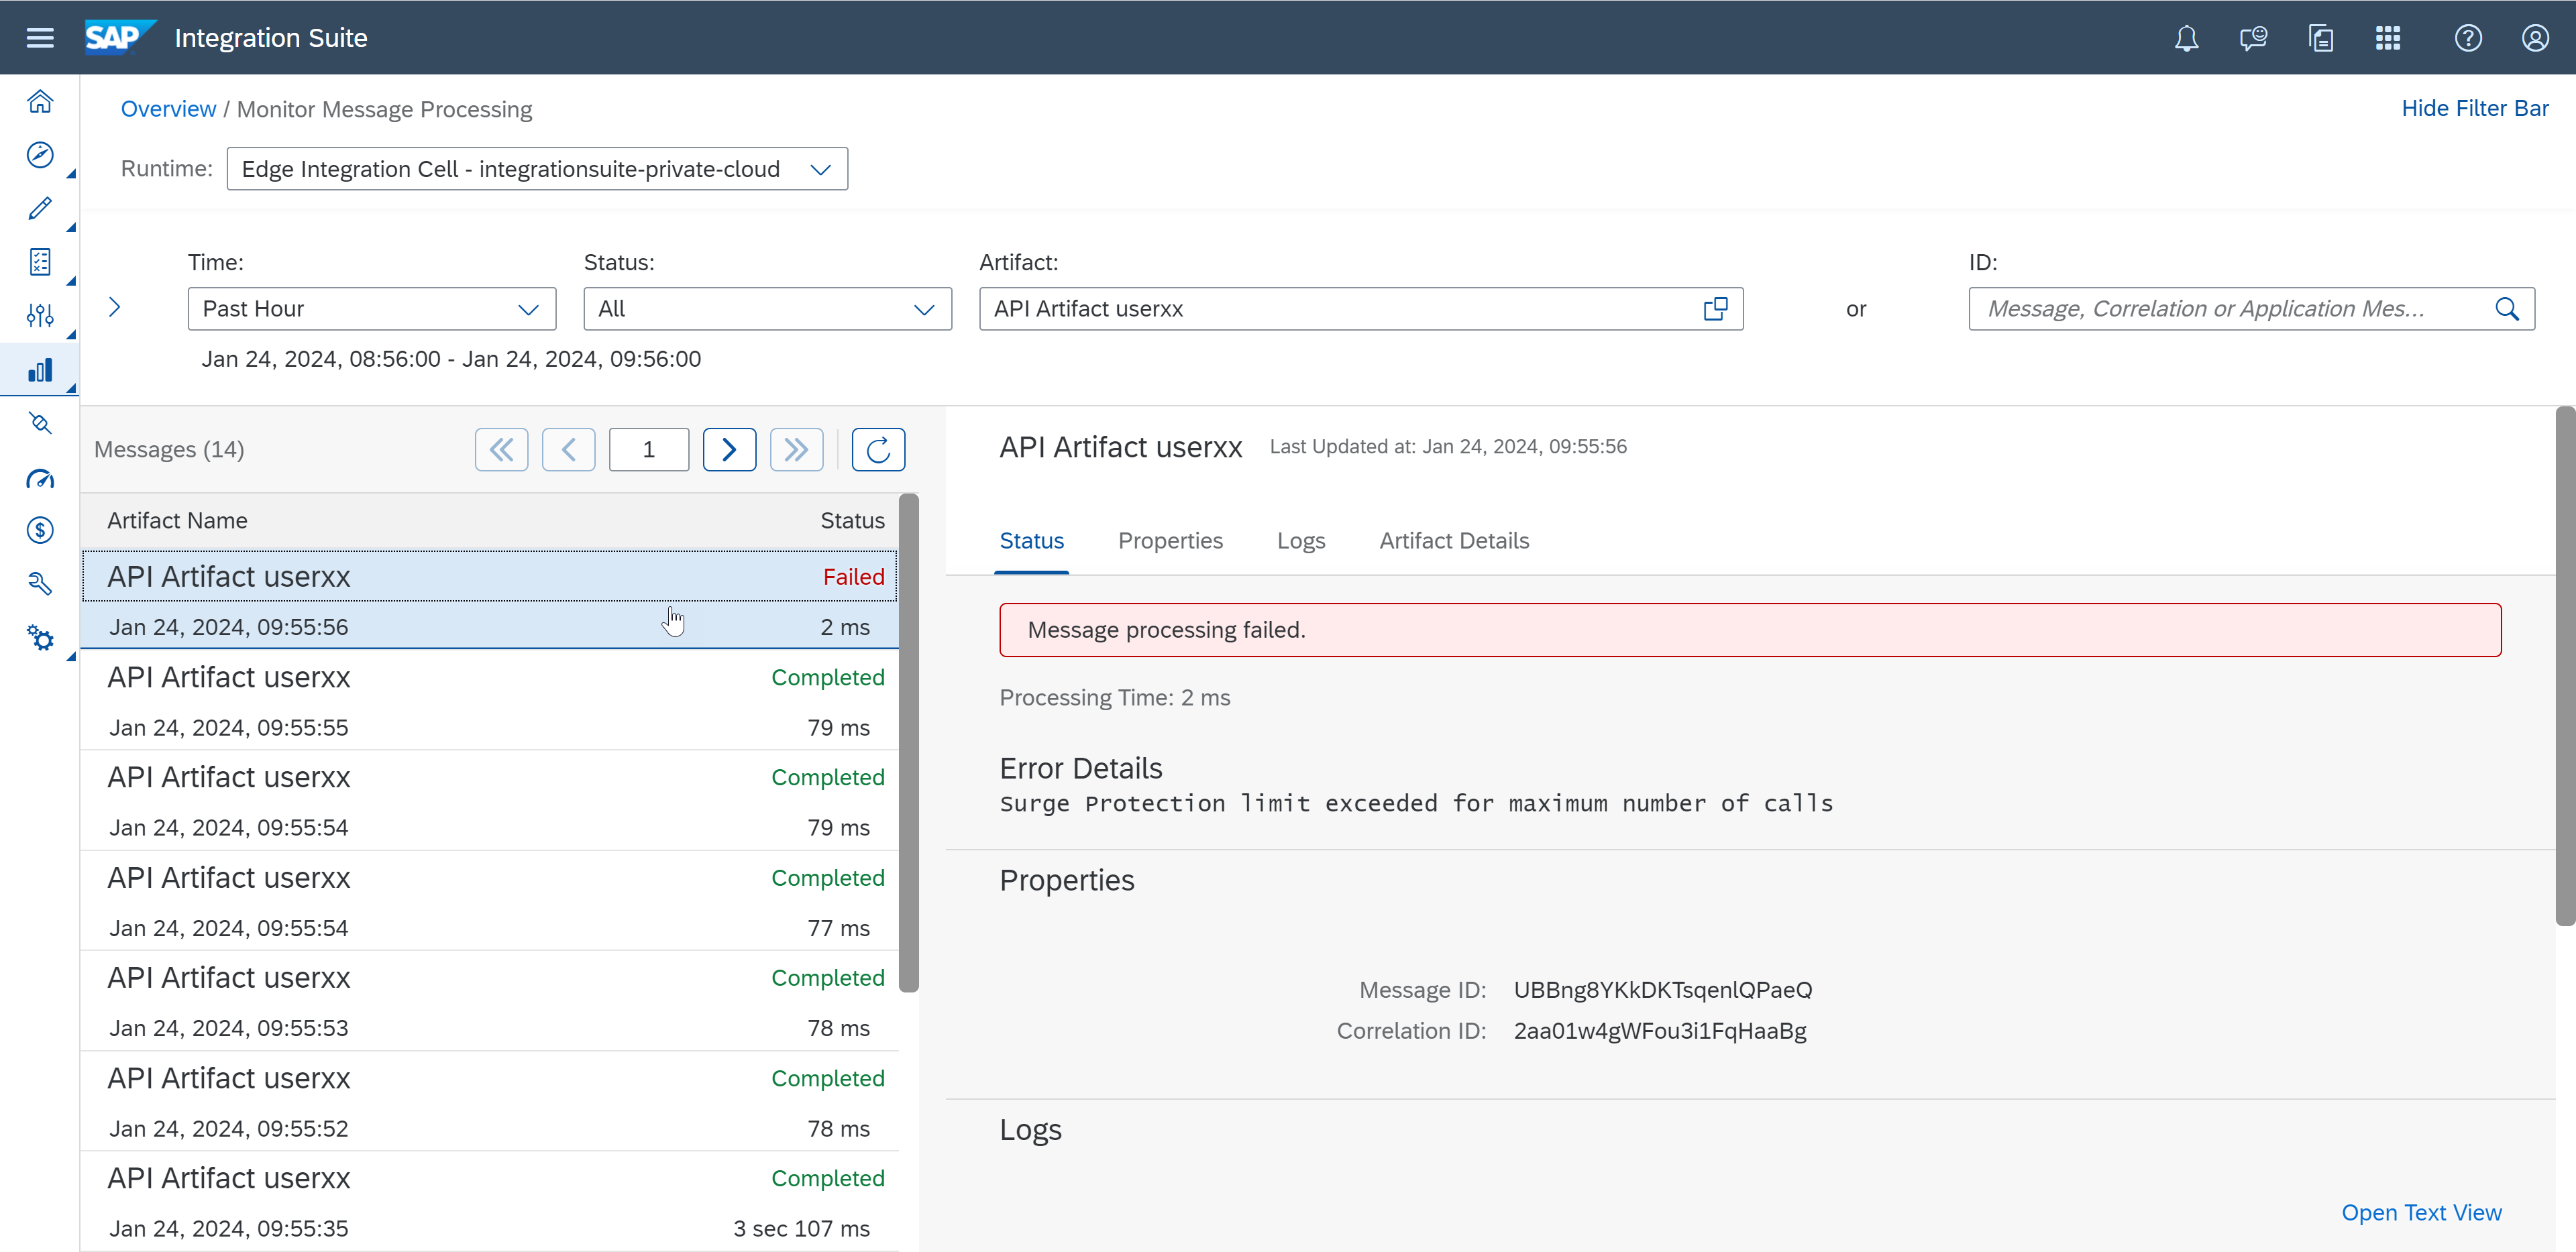 SAP Integration Suite
Overview / Monitor Message Processing
Hide Filter Bar
Runtime: Edge Integration Cell - integrationsuite-private-cloud
Time: Status: Artifact: ID:
Past Hour All API Artifact userxx or Message, Correlation or Application Mes...
Jan 24, 2024, 08:56:00 - Jan 24, 2024, 09:56:00
Messages (14) 1
Artifact Name Status
API Artifact userxx Failed
Jan 24, 2024, 09:55:56 2 ms
API Artifact userxx Completed
Jan 24, 2024, 09:55:55 79 ms
API Artifact userxx Completed
Jan 24, 2024, 09:55:54 79 ms
API Artifact userxx Completed
Jan 24, 2024, 09:55:54 77 ms
API Artifact userxx Completed
Jan 24, 2024, 09:55:53 78 ms
API Artifact userxx Completed
Jan 24, 2024, 09:55:52 78 ms
API Artifact userxx Completed
Jan 24, 2024, 09:55:35 3 sec 107 ms
API Artifact userxx Last Updated at: Jan 24, 2024, 09:55:56
Status Properties Logs Artifact Details
Message processing failed.
Processing Time: 2 ms
Error Details
Surge Protection limit exceeded for maximum number of calls
Properties
Message ID: UBBng8YKkDKTsqenlQPaeQ
Correlation ID: 2aa01w4gWFou3i1FqHaaBg
Logs
Open Text View